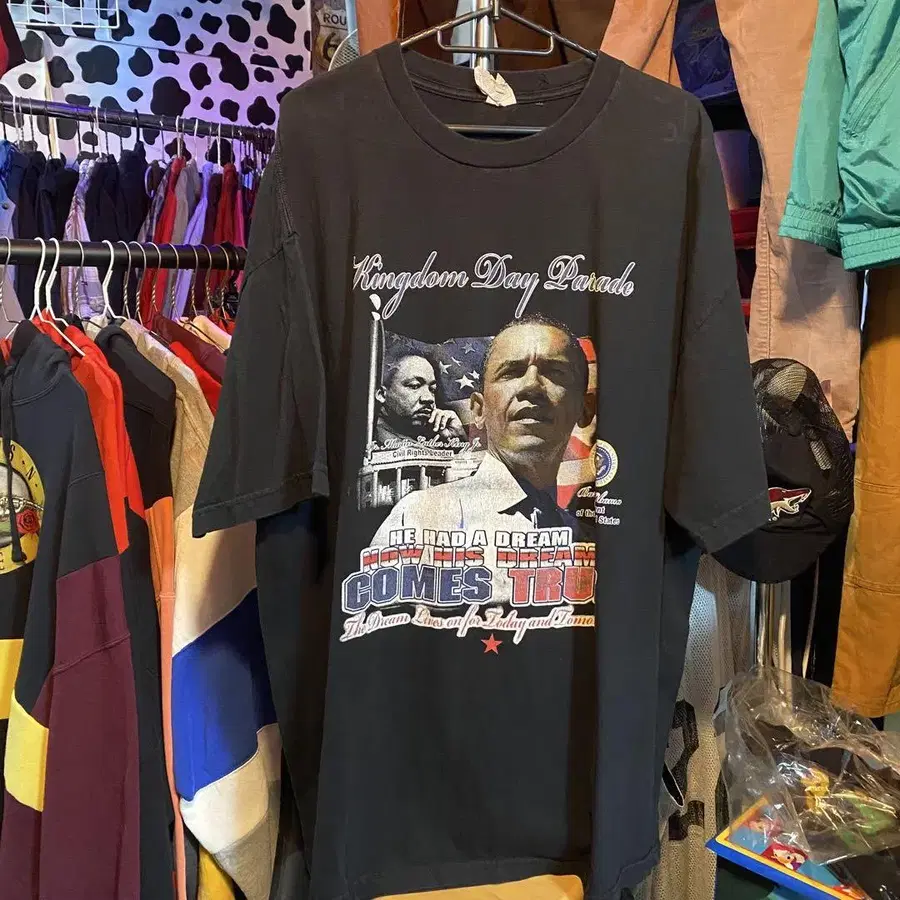 ROU
Kingdom Day Parade
Dr. Martin Luther King Jr.
Civil Rights Leader
of the
States
HE HAD A DREAM
NOW HIS DREAM
COMES TRU
The Dream Lives on for Today and Tomo